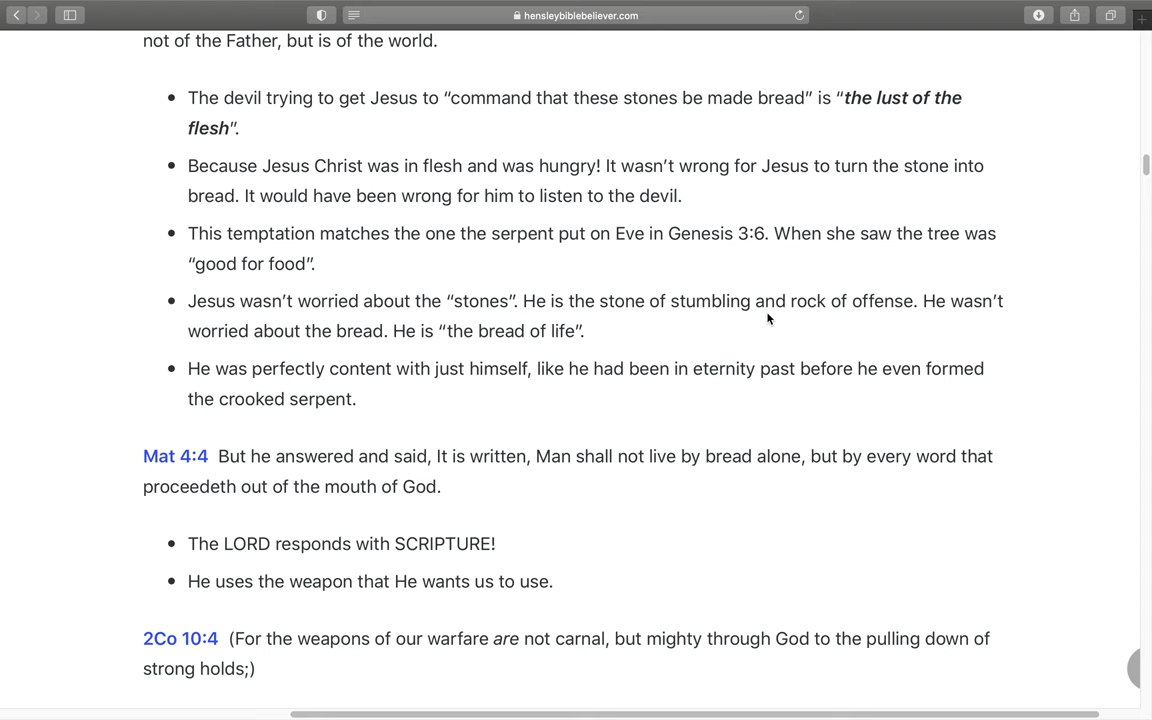 hensleybiblebeliever.com
not of the Father, but is of the world.
• The devil trying to get Jesus to “command that these stones be made bread” is “the lust of the
flesh”.
• Because Jesus Christ was in flesh and was hungry! It wasn’t wrong for Jesus to turn the stone into
bread. It would have been wrong for him to listen to the devil.
• This temptation matches the one the serpent put on Eve in Genesis 3:6. When she saw the tree was
“good for food”.
• Jesus wasn’t worried about the “stones”. He is the stone of stumbling and rock of offense. He wasn’t
worried about the bread. He is “the bread of life”.
• He was perfectly content with just himself, like he had been in eternity past before he even formed
the crooked serpent.
Mat 4:4 But he answered and said, It is written, Man shall not live by bread alone, but by every word that
proceedeth out of the mouth of God.
• The LORD responds with SCRIPTURE!
• He uses the weapon that He wants us to use.
2Co 10:4 (For the weapons of our warfare are not carnal, but mighty through God to the pulling down of
strong holds;)